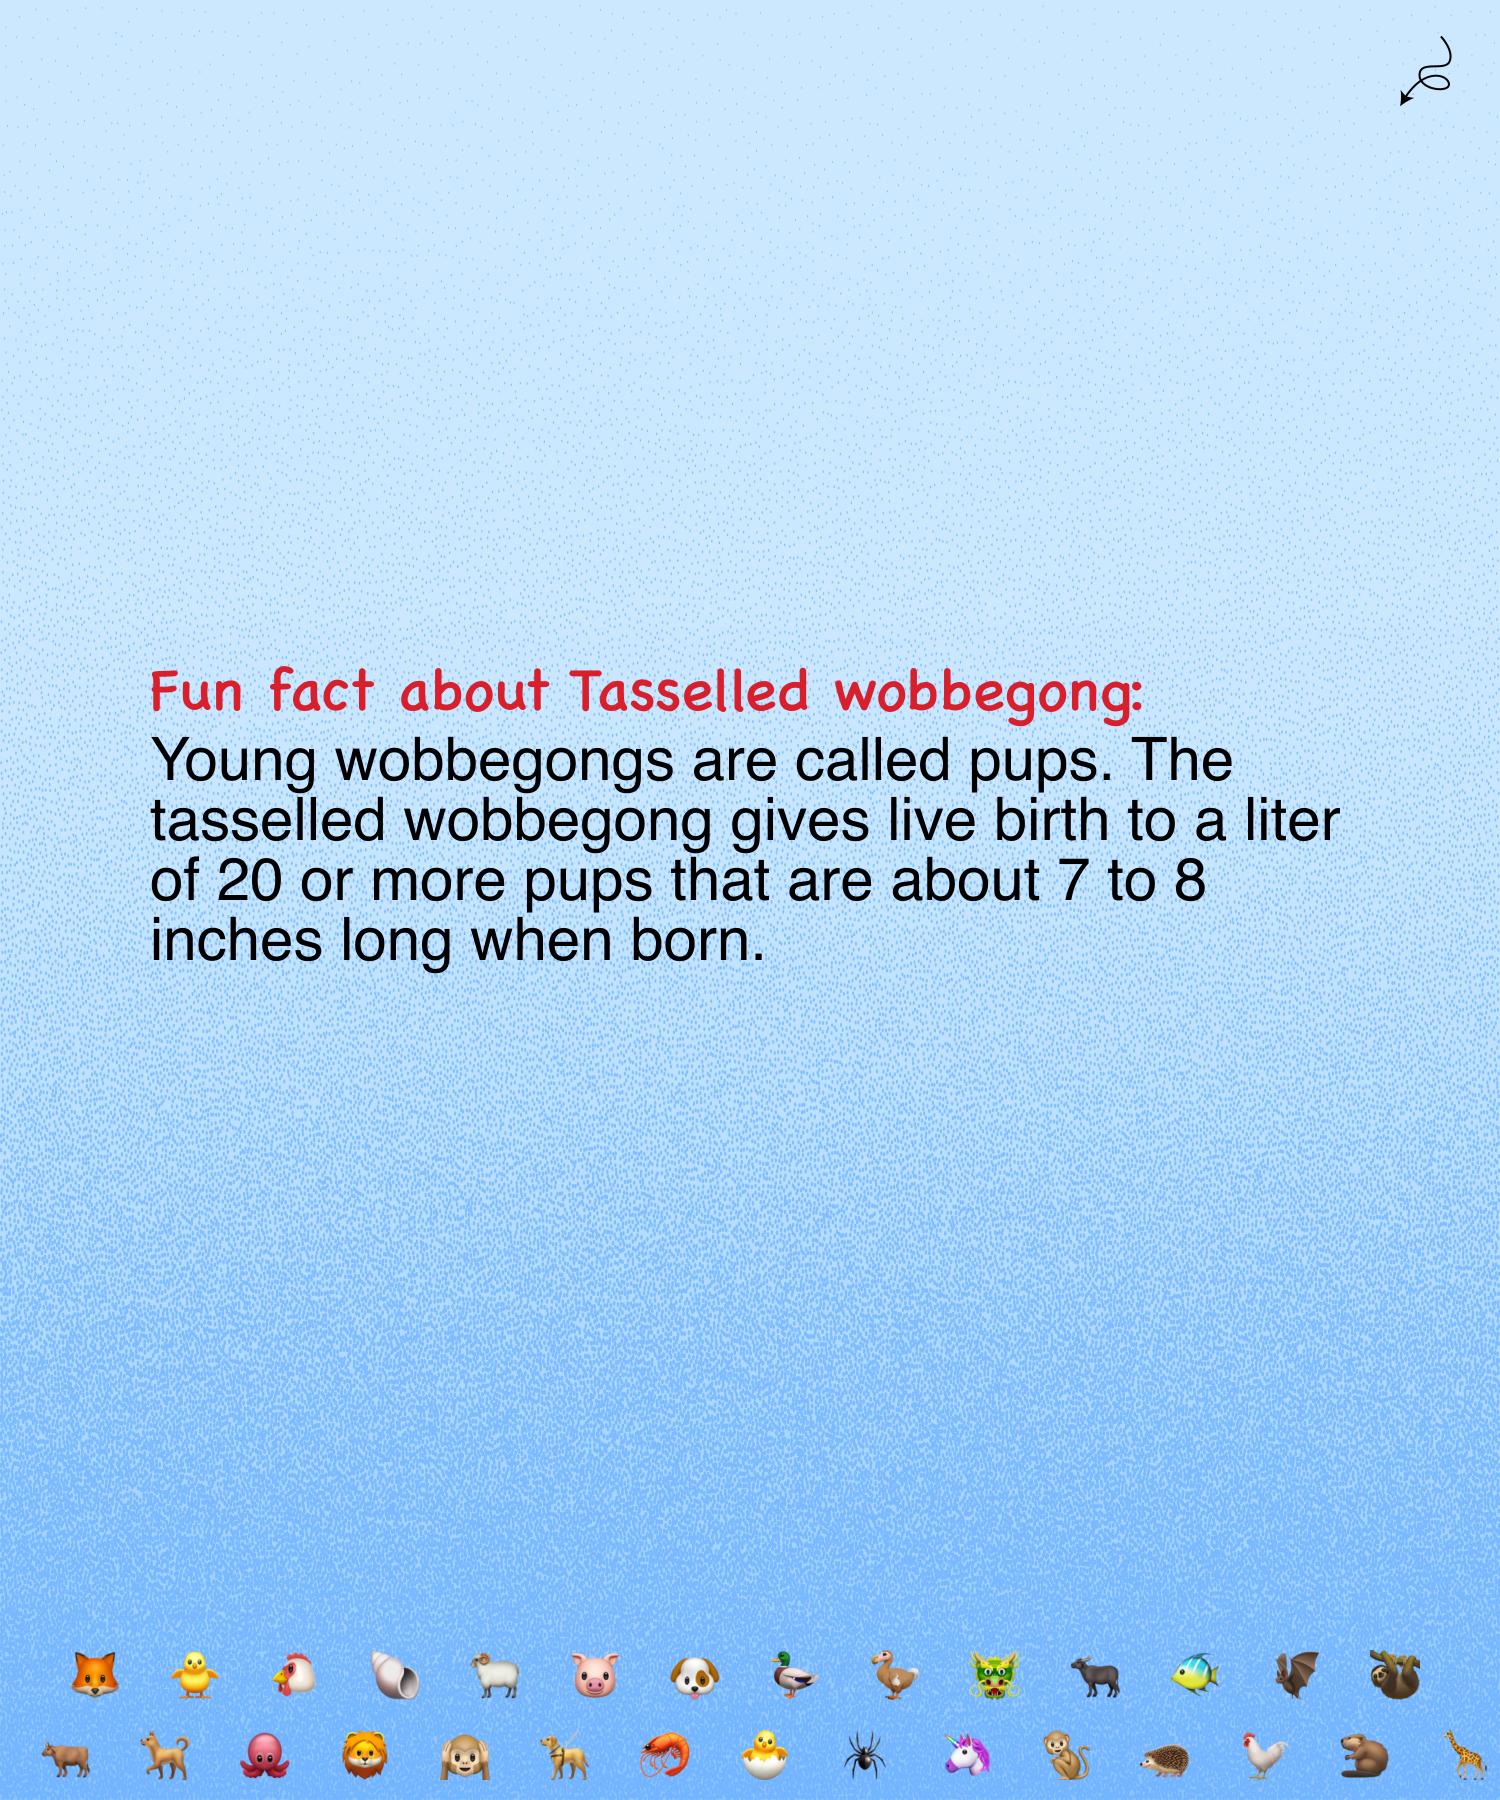 Fun fact about Tasselled wobbegong:
Young wobbegongs are called pups. The
tasselled wobbegong gives live birth to a liter
of 20 or more pups that are about 7 to 8
inches long when born.